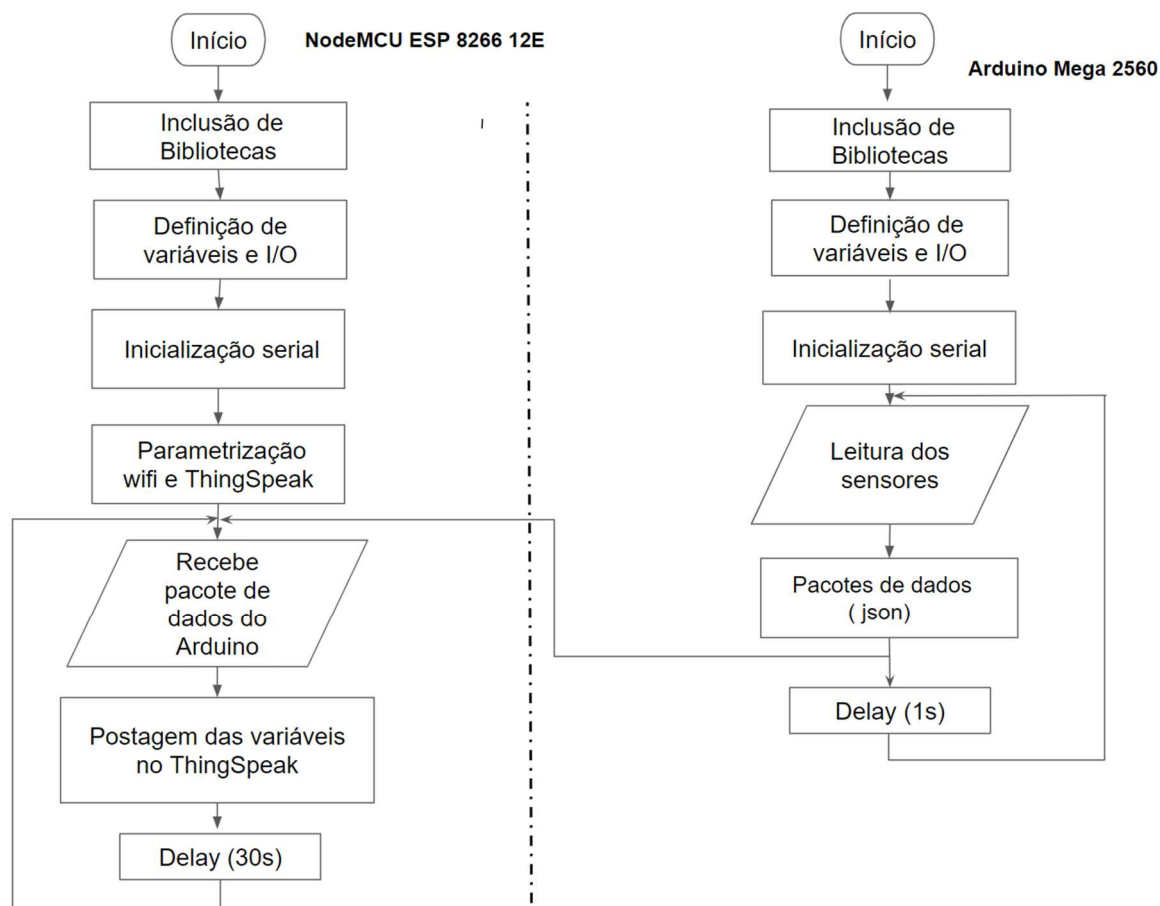 Início
NodeMCU ESP 8266 12E
Inclusão de
Bibliotecas
Definição de
variáveis e I/O
Inicialização serial
Parametrização
wifi e ThingSpeak
Recebe
pacote de
dados do
Arduino
Postagem das variáveis
no ThingSpeak
Delay (30s)
Início
Arduino Mega 2560
Inclusão de
Bibliotecas
Definição de
variáveis e I/O
Inicialização serial
Leitura dos
sensores
Pacotes de dados
( json)
Delay (1s)